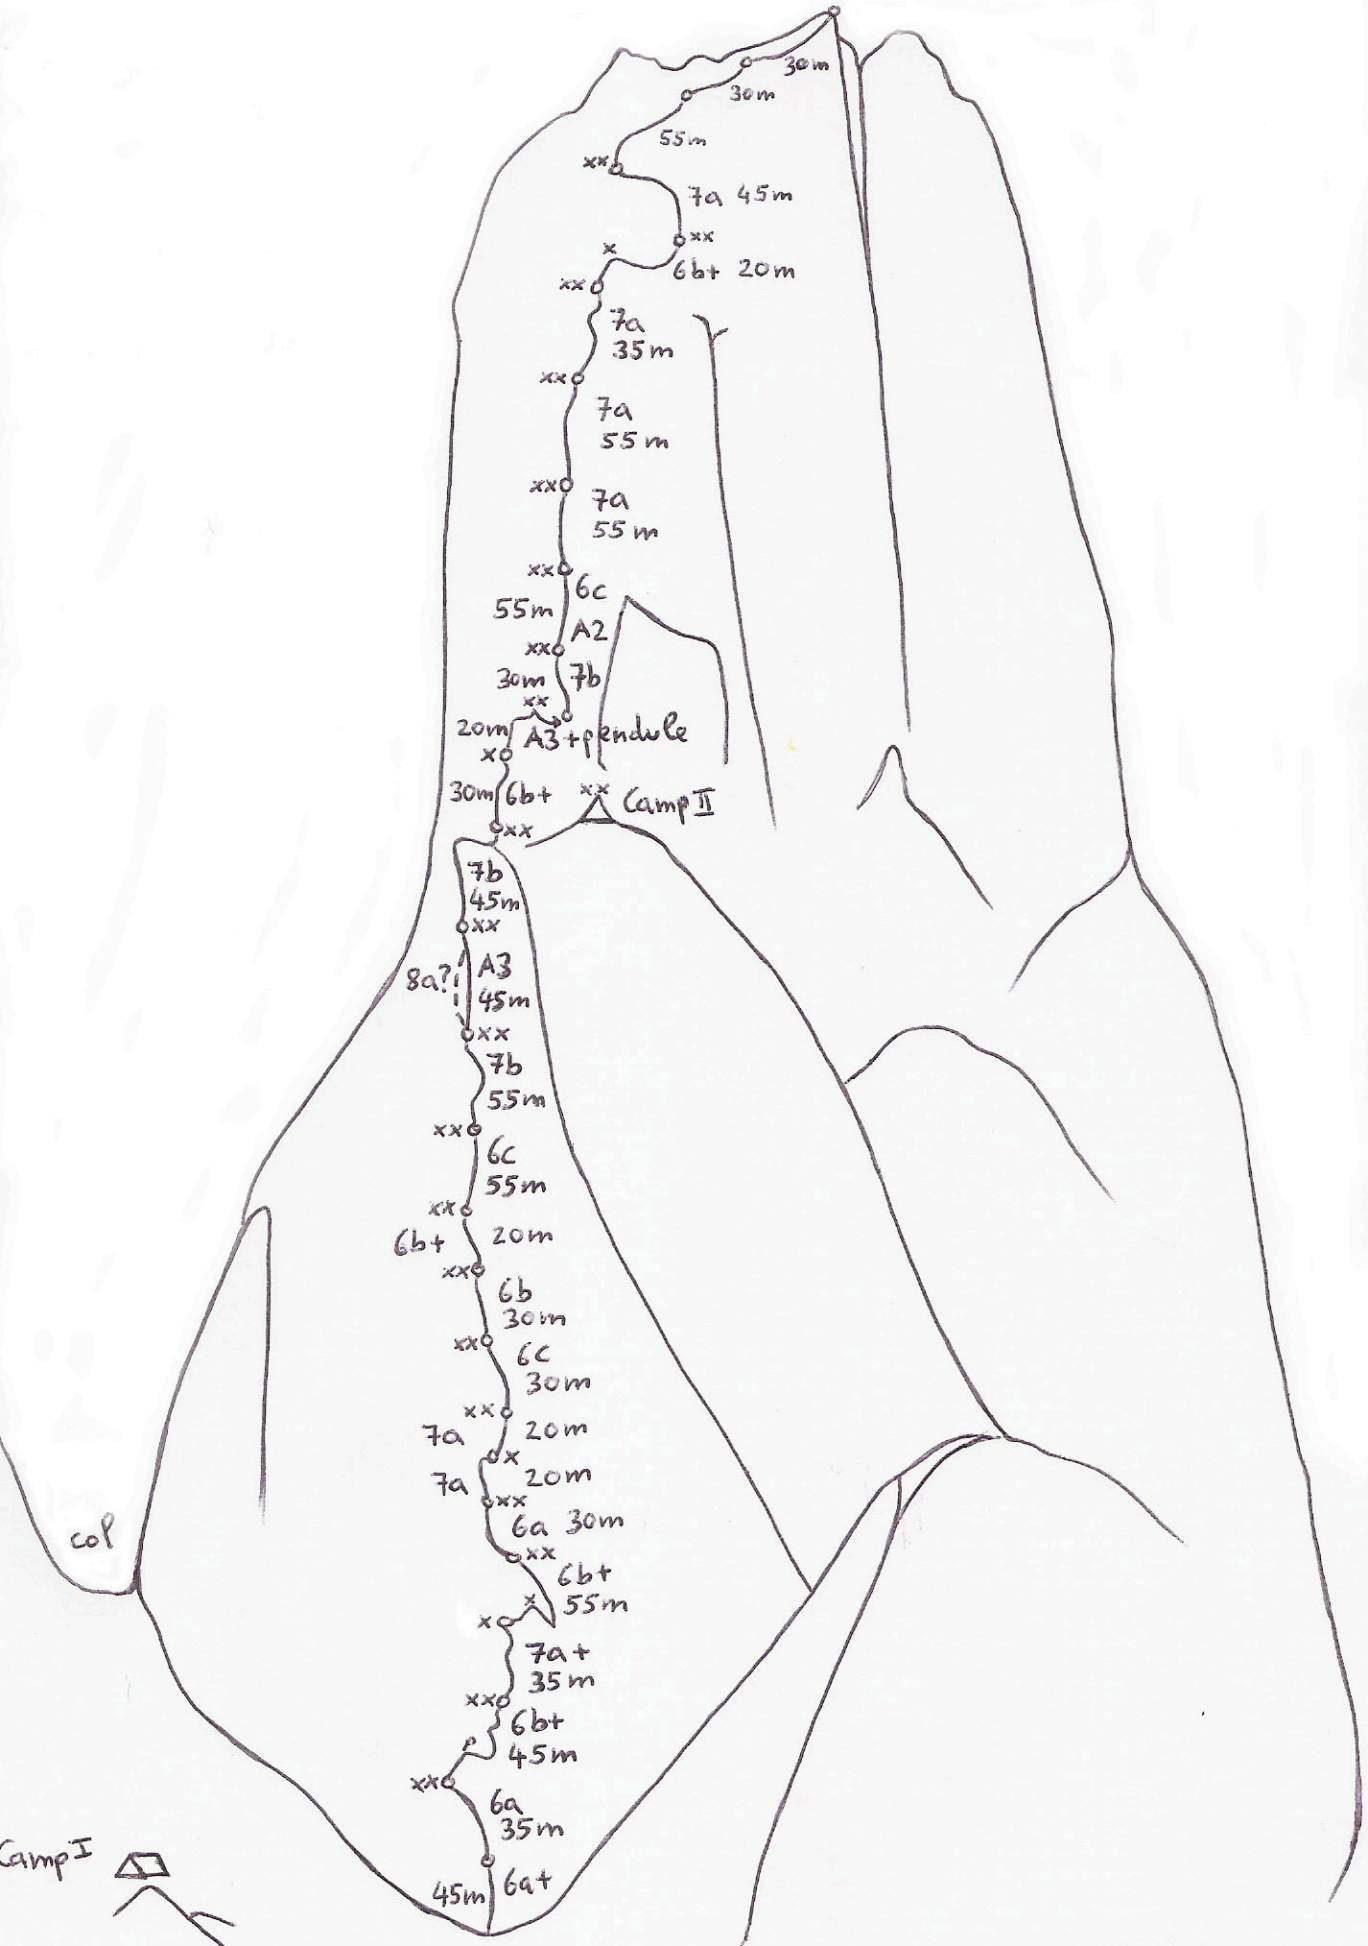 30m
30m
55m
xx
7a 45m
xx
x
6b+ 20m
xx
7a
35m
xx
7a
55m
xx
7a
55m
xx
6c
55m
A2
xx
30m
7b
xx
20m
A3+pendule
x
30m
6b+
xx
Camp II
xx
7b
45m
xx
8a?
A3
45m
xx
7b
55m
xx
6c
55m
xx
6b+
20m
xx
6b
30m
xx
6c
30m
xx
7a
20m
x
7a
20m
xx
6a 30m
col
xx
6b+
55m
x
x
7a+
35m
xx
6b+
P
45m
xx
6a
35m
Camp I
45m
6a+